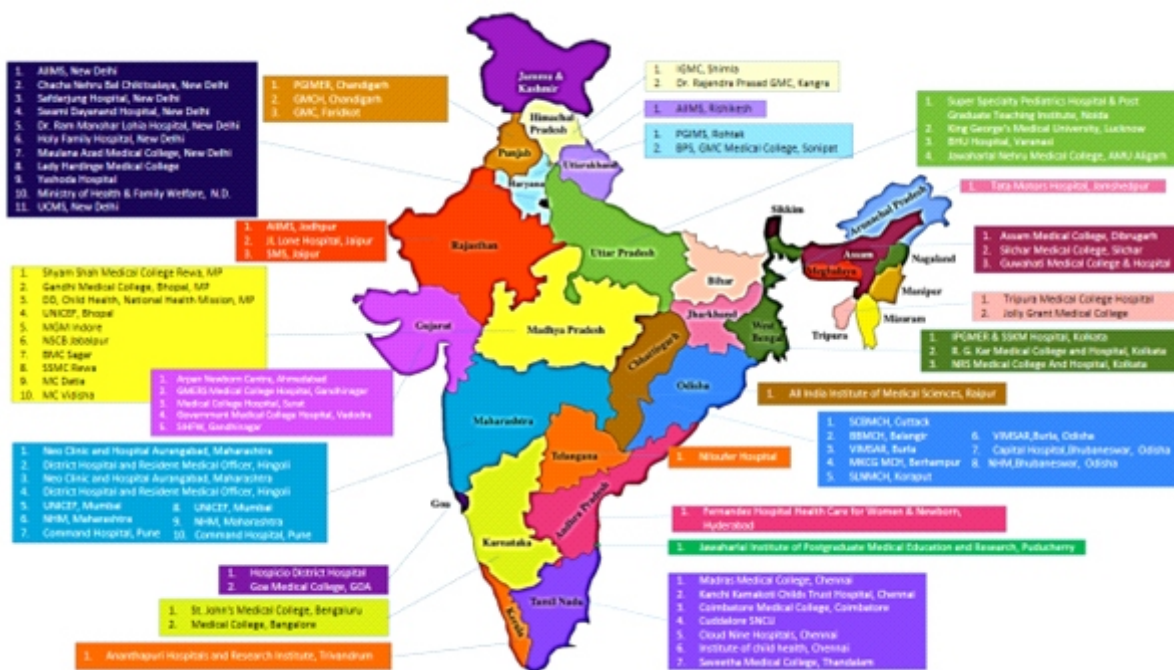 1. AIIMS, New Delhi
2. Chacha Nehru Bal Chikitsalaya, New Delhi
3. Safdarjung Hospital, New Delhi
4. Swami Dayanand Hospital, New Delhi
5. Dr. Ram Manohar Lohia Hospital, New Delhi
6. Holy Family Hospital, New Delhi
7. Maulana Azad Medical College, New Delhi
8. Lady Hardinge Medical College
9. Yashoda Hospital
10. Ministry of Health & Family Welfare, N.D.
11. UCMS, New Delhi
1. PGIMER, Chandigarh
2. GMCH, Chandigarh
3. GMC, Faridkot
1. IGMC, Shimla
2. Dr. Rajendra Prasad GMC, Kangra
1. AIIMS, Rishikesh
1. PGIMS, Rohtak
2. BPS, GMC Medical College, Sonipat
1. Super Specialty Pediatrics Hospital & Post
Graduate Teaching Institute, Noida
2. King George's Medical University, Lucknow
3. BHU Hospital, Varanasi
4. Jawaharlal Nehru Medical College, AMU Aligarh
1. Tata Motors Hospital, Jamshedpur
1. Assam Medical College, Dibrugarh
2. Silchar Medical College, Silchar
3. Guwahati Medical College & Hospital
1. Tripura Medical College Hospital
2. Jolly Grant Medical College
1. IPGMER & SSKM Hospital, Kolkata
2. R. G. Kar Medical College and Hospital, Kolkata
3. NRS Medical College And Hospital, Kolkata
1. All India Institute of Medical Sciences, Raipur
1. SCBMCH, Cuttack
2. BBMCH, Balangir
3. VIMSAR, Burla
4. MKCG MCH, Berhampur
5. SLNMCH, Koraput
6. VIMSAR,Burla, Odisha
7. Capital Hospital,Bhubaneswar, Odisha
8. NHM,Bhubaneswar, Odisha
1. Niloufer Hospital
1. Fernandez Hospital Health Care for Women & Newborn,
Hyderabad
1. Jawaharlal Institute of Postgraduate Medical Education and Research, Puducherry
1. Madras Medical College, Chennai
2. Kanchi Kamakoti Childs Trust Hospital, Chennai
3. Coimbatore Medical College, Coimbatore
4. Cuddalore SNCU
5. Cloud Nine Hospitals, Chennai
6. Institute of child health, Chennai
7. Saveetha Medical College, Thandalam
1. AIIMS, Jodhpur
2. JL Lone Hospital, Jaipur
3. SMS, Jaipur
1. Shyam Shah Medical College Rewa, MP
2. Gandhi Medical College, Bhopal, MP
3. DD, Child Health, National Health Mission, MP
4. UNICEF, Bhopal
5. MGM Indore
6. NSCB Jabalpur
7. BMC Sagar
8. SSMC Rewa
9. MC Datia
10. MC Vidisha
1. Arpan Newborn Centre, Ahmedabad
2. GMERS Medical College Hospital, Gandhinagar
3. Medical College Hospital, Surat
4. Government Medical College Hospital, Vadodra
5. SIHFW, Gandhinagar
1. Neo Clinic and Hospital Aurangabad, Maharashtra
2. District Hospital and Resident Medical Officer, Hingoli
3. Neo Clinic and Hospital Aurangabad, Maharashtra
4. District Hospital and Resident Medical Officer, Hingoli
5. UNICEF, Mumbai
6. NHM, Maharashtra
7. Command Hospital, Pune
8. UNICEF, Mumbai
9. NHM, Maharashtra
10. Command Hospital, Pune
1. Hospicio District Hospital
2. Goa Medical College, GOA
1. St. John's Medical College, Bengaluru
2. Medical College, Bangalore
1. Ananthapuri Hospitals and Research Institute, Trivandrum
Jammu &
Kashmir
Himachal
Pradesh
Punjab
Uttarakhand
Haryana
Rajasthan
Uttar Pradesh
Sikkim
Arunachal Pradesh
Assam
Nagaland
Meghalaya
Manipur
Bihar
Jharkhand
West
Bengal
Tripura
Mizoram
Gujarat
Madhya Pradesh
Chhattisgarh
Odisha
Maharashtra
Telangana
Andhra Pradesh
Goa
Karnataka
Tamil Nadu
Kerala